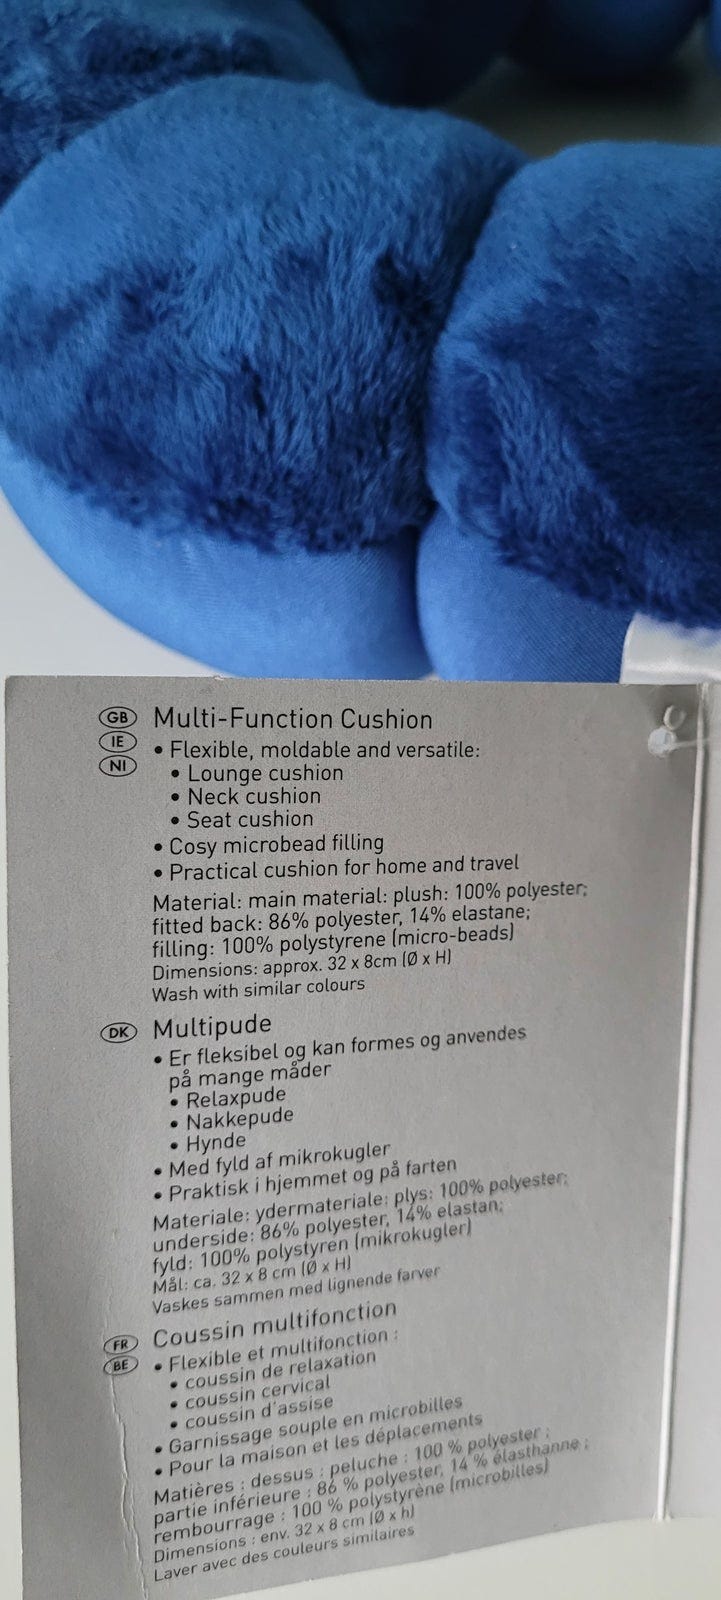 GB Multi-Function Cushion
IE • Flexible, moldable and versatile:
NI • Lounge cushion
• Neck cushion
• Seat cushion
• Cosy microbead filling
• Practical cushion for home and travel
Material: main material: plush: 100% polyester;
fitted back: 86% polyester, 14% elastane;
filling: 100% polystyrene (micro-beads)
Dimensions: approx. 32 x 8cm (Ø x H)
Wash with similar colours
DK Multipude
• Er fleksibel og kan formes og anvendes
på mange måder
• Relaxpude
• Nakkepude
• Hynde
• Med fyld af mikrokugler
• Praktisk i hjemmet og på farten
Materiale: ydermateriale: plys: 100% polyester;
underside: 86% polyester, 14% elastan;
fyld: 100% polystyren (mikrokugler)
Mål: ca. 32 x 8 cm (Ø x H)
Vaskes sammen med lignende farver
FR Coussin multifonction
BE • Flexible et multifonction :
• coussin de relaxation
• coussin cervical
• coussin d'assise
• Garnissage souple en microbilles
• Pour la maison et les déplacements
Matières : dessus : peluche : 100 % polyester ;
partie inférieure : 86 % polyester, 14 % élasthanne ;
rembourrage : 100 % polystyrène (microbilles)
Dimensions : env. 32 x 8 cm (Ø x h)
Laver avec des couleurs similaires